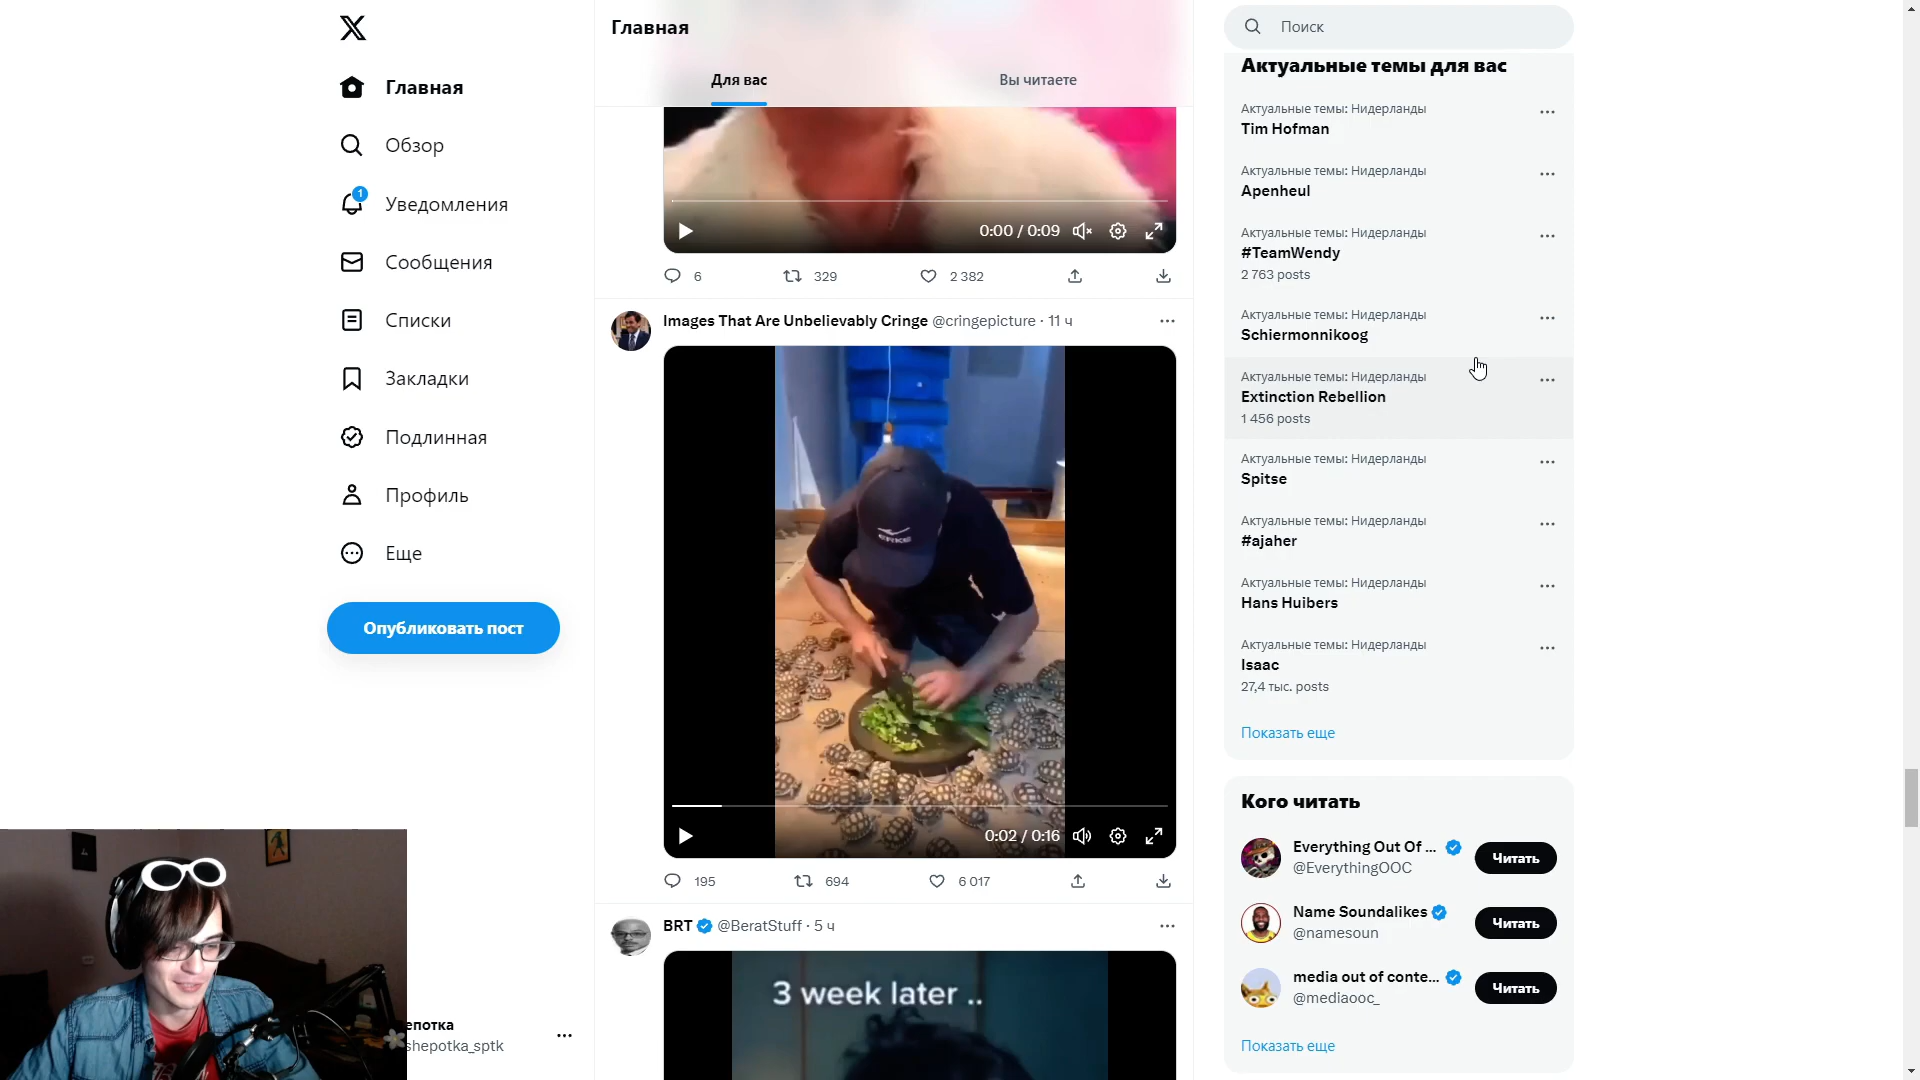 Главная
Обзор
1
Уведомления
Сообщения
Списки
Закладки
Подлинная
Профиль
Еще
Опубликовать пост
епотка
shepotka_sptk
Главная
Для вас
Вы читаете
0:00 / 0:09
6
329
2 382
Images That Are Unbelievably Cringe @cringepicture · 11 ч
ERKE
0:02 / 0:16
195
694
6 017
BRT @BeratStuff · 5 ч
3 week later ..
Поиск
Актуальные темы для вас
Актуальные темы: Нидерланды
Tim Hofman
Актуальные темы: Нидерланды
Apenheul
Актуальные темы: Нидерланды
#TeamWendy
2 763 posts
Актуальные темы: Нидерланды
Schiermonnikoog
Актуальные темы: Нидерланды
Extinction Rebellion
1 456 posts
Актуальные темы: Нидерланды
Spitse
Актуальные темы: Нидерланды
#ajaher
Актуальные темы: Нидерланды
Hans Huibers
Актуальные темы: Нидерланды
Isaac
27,4 тыс. posts
Показать еще
Кого читать
Everything Out Of ...
@EverythingOOC
Читать
Name Soundalikes
@namesoun
Читать
media out of conte...
@mediaooc_
Читать
Показать еще